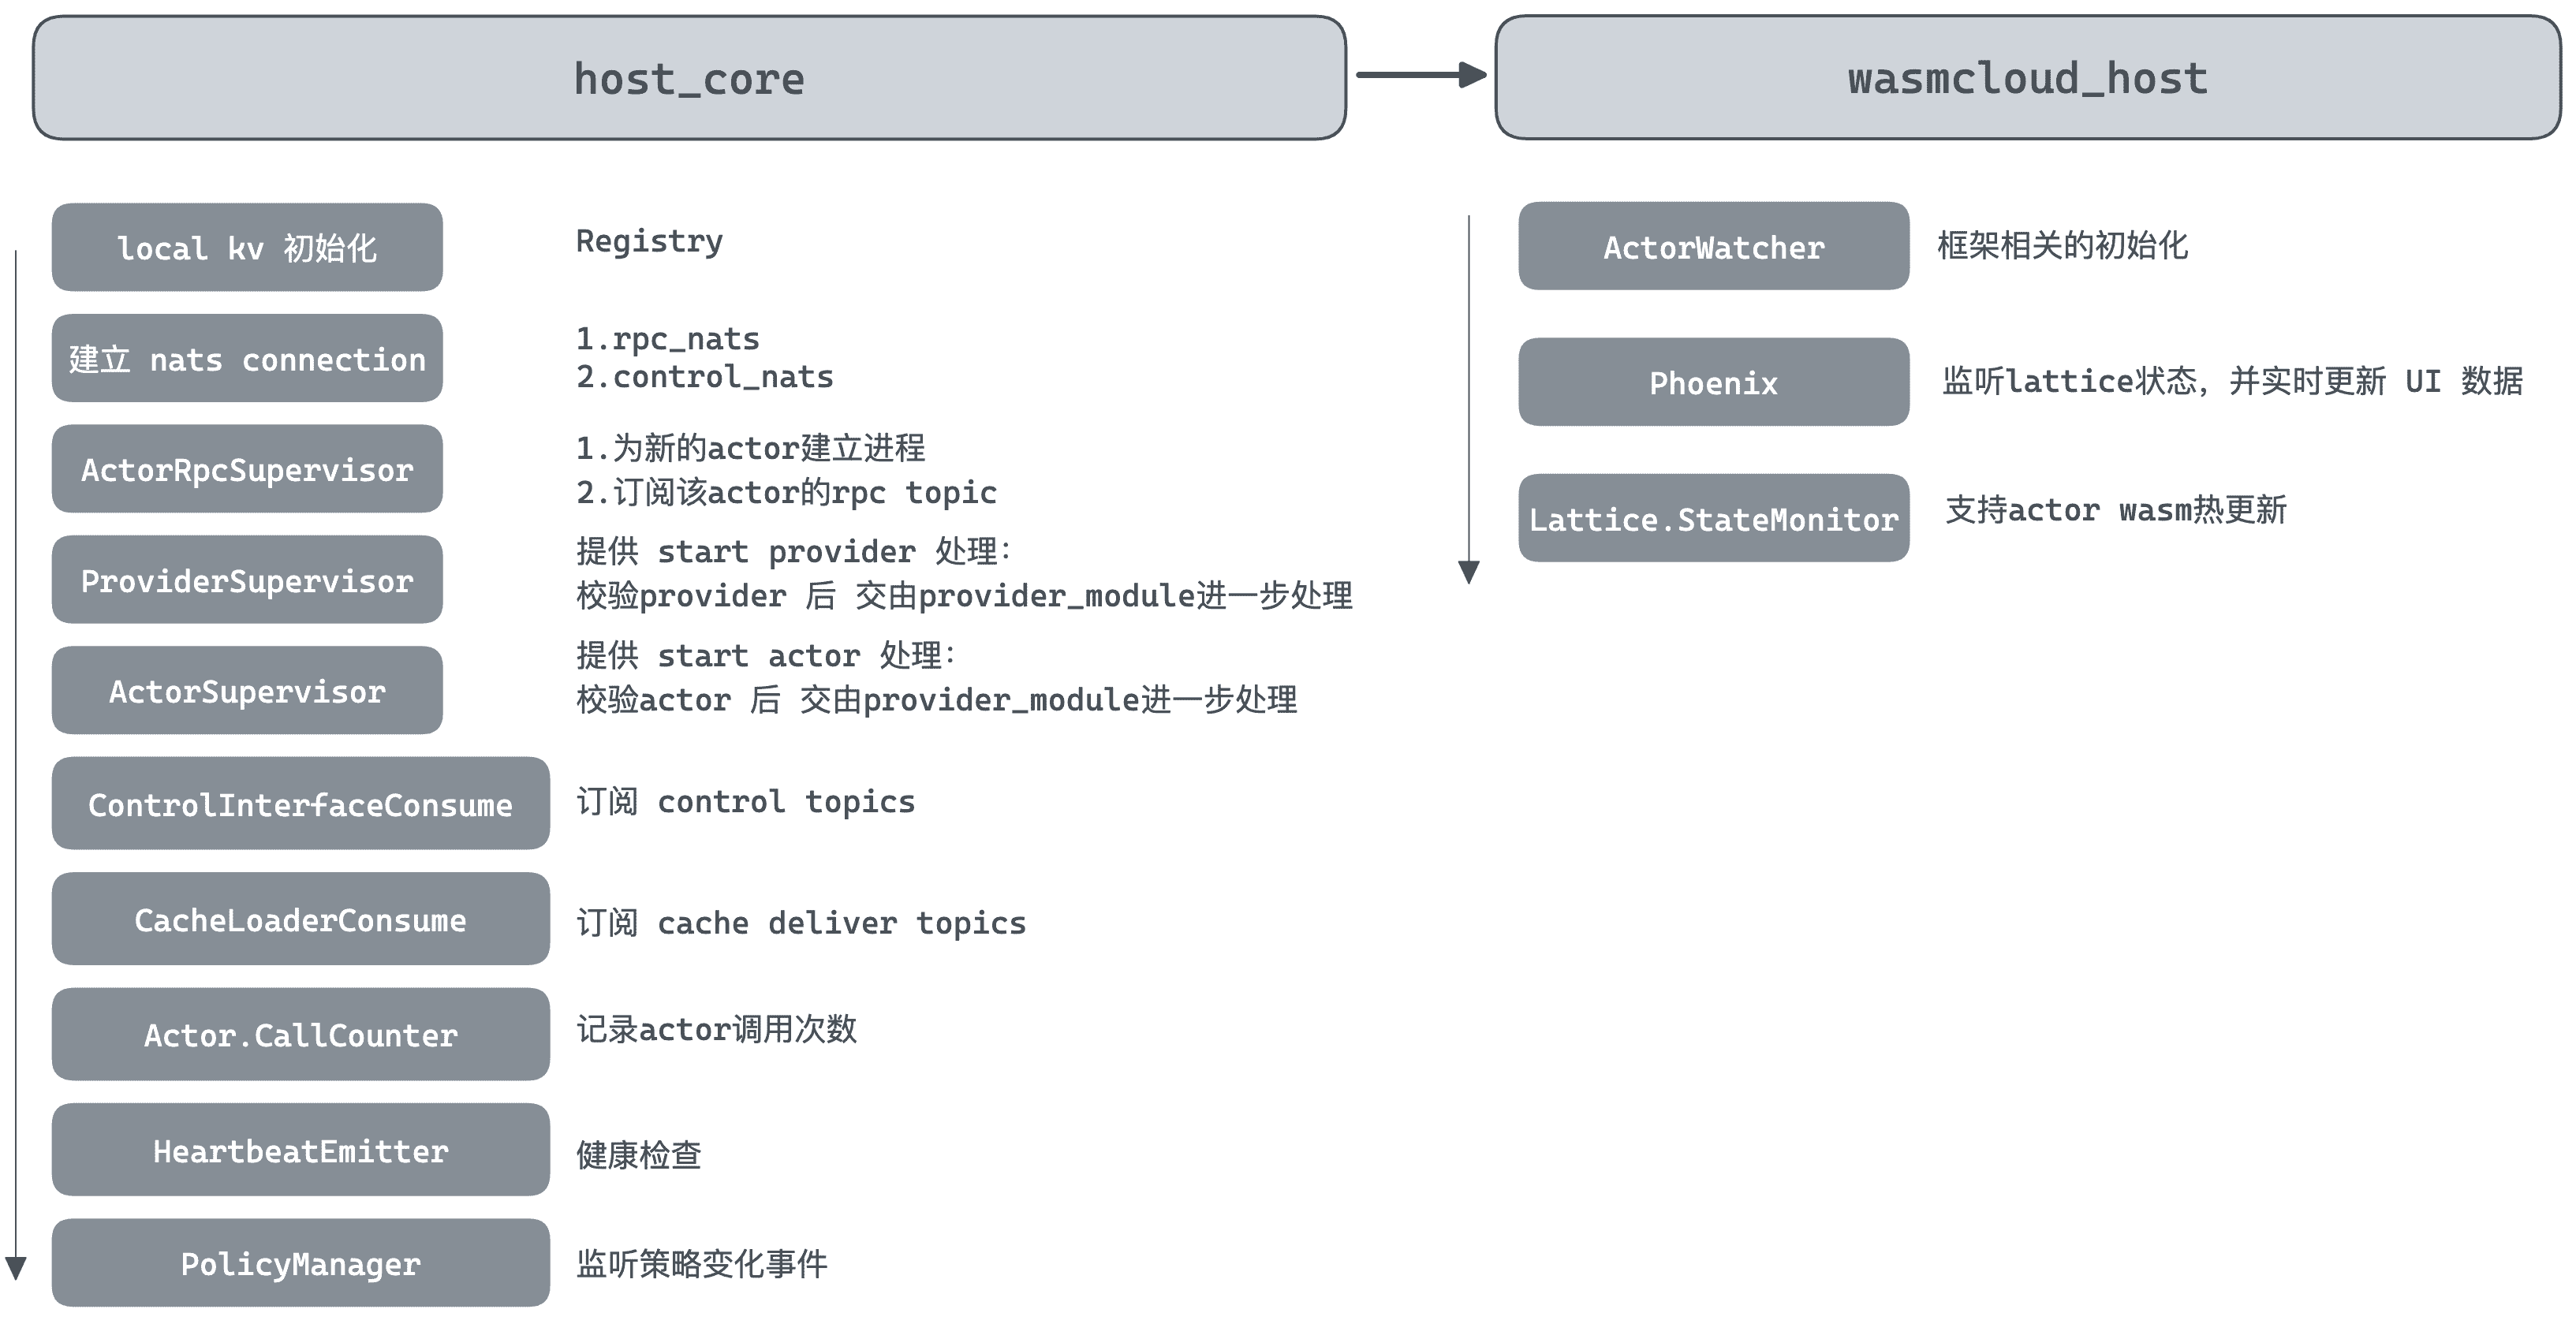 host_core
wasmcloud_host
local kv 初始化
Registry
建立 nats connection
1.rpc_nats
2.control_nats
ActorRpcSupervisor
1.为新的actor建立进程
2.订阅该actor的rpc topic
ProviderSupervisor
提供 start provider 处理:
校验provider 后 交由provider_module进一步处理
ActorSupervisor
提供 start actor 处理:
校验actor 后 交由provider_module进一步处理
ControlInterfaceConsume
订阅 control topics
CacheLoaderConsume
订阅 cache deliver topics
Actor.CallCounter
记录actor调用次数
HeartbeatEmitter
健康检查
PolicyManager
监听策略变化事件
ActorWatcher
框架相关的初始化
Phoenix
监听lattice状态，并实时更新 UI 数据
Lattice.StateMonitor
支持actor wasm热更新